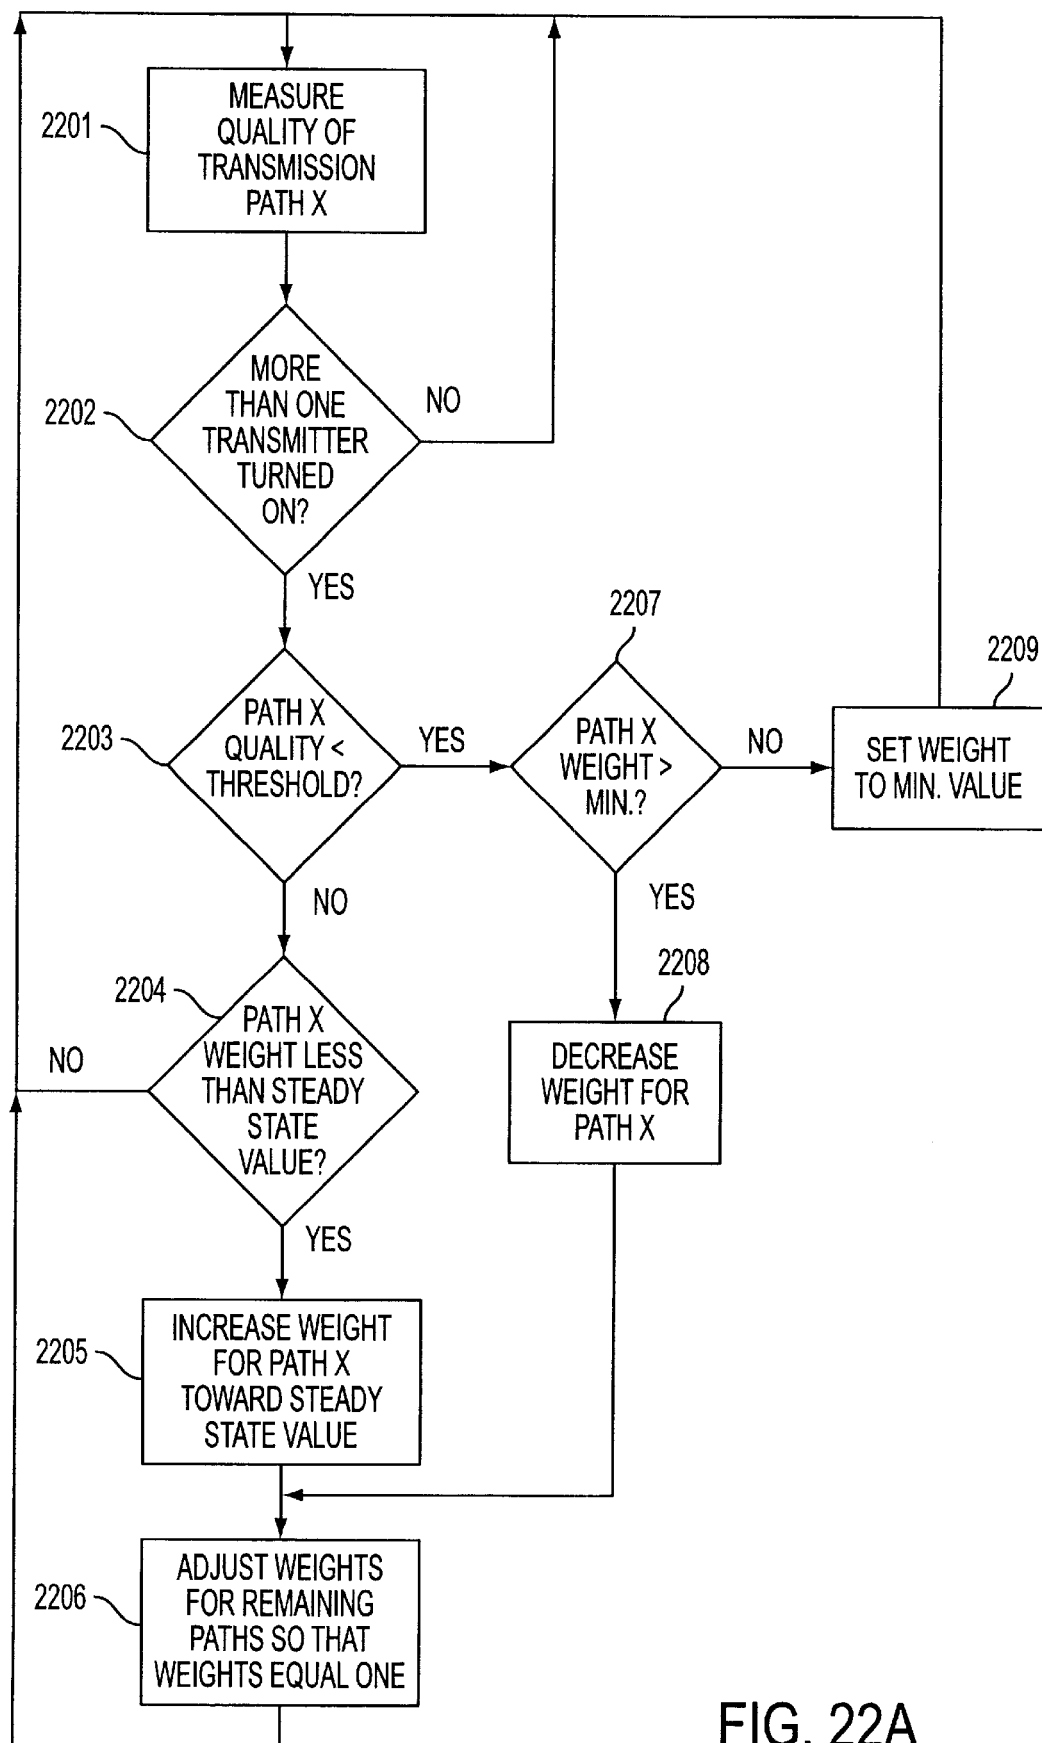 2201
MEASURE
QUALITY OF
TRANSMISSION
PATH X
2202
MORE
THAN ONE
TRANSMITTER
TURNED
ON?
NO
YES
2203
PATH X
QUALITY <
THRESHOLD?
YES
NO
2207
PATH X
WEIGHT >
MIN.?
NO
YES
2209
SET WEIGHT
TO MIN. VALUE
2208
DECREASE
WEIGHT FOR
PATH X
2204
PATH X
WEIGHT LESS
THAN STEADY
STATE
VALUE?
NO
YES
2205
INCREASE WEIGHT
FOR PATH X
TOWARD STEADY
STATE VALUE
2206
ADJUST WEIGHTS
FOR REMAINING
PATHS SO THAT
WEIGHTS EQUAL ONE
FIG. 22A